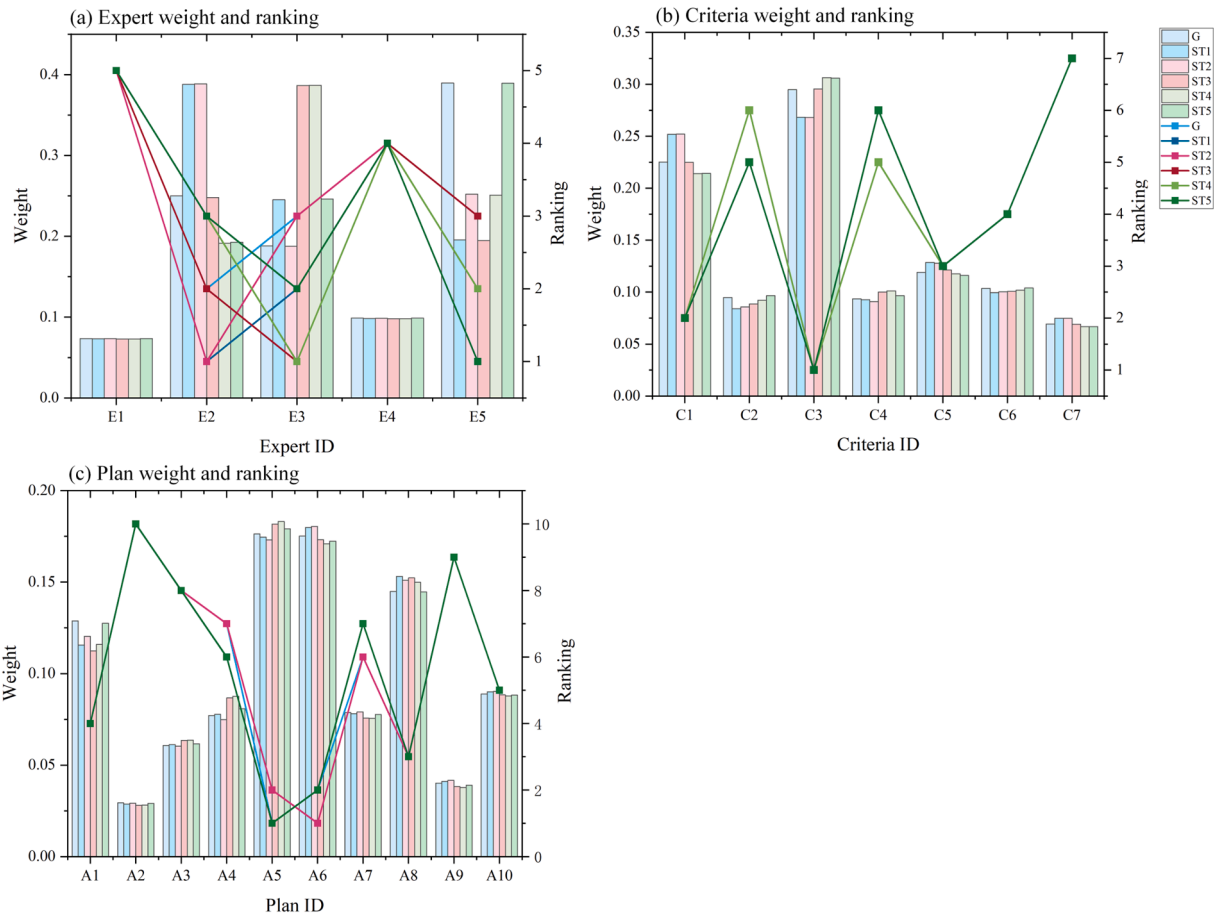 (a) Expert weight and ranking
0.4
0.3
0.2
0.1
0.0
Weight
5
4
3
2
1
Ranking
E1 E2 E3 E4 E5
Expert ID
(b) Criteria weight and ranking
0.35
0.30
0.25
0.20
0.15
0.10
0.05
0.00
Weight
7
6
5
4
3
2
1
Ranking
C1 C2 C3 C4 C5 C6 C7
Criteria ID
G
ST1
ST2
ST3
ST4
ST5
G
ST1
ST2
ST3
ST4
ST5
(c) Plan weight and ranking
0.20
0.15
0.10
0.05
0.00
Weight
10
8
6
4
2
0
Ranking
A1 A2 A3 A4 A5 A6 A7 A8 A9 A10
Plan ID